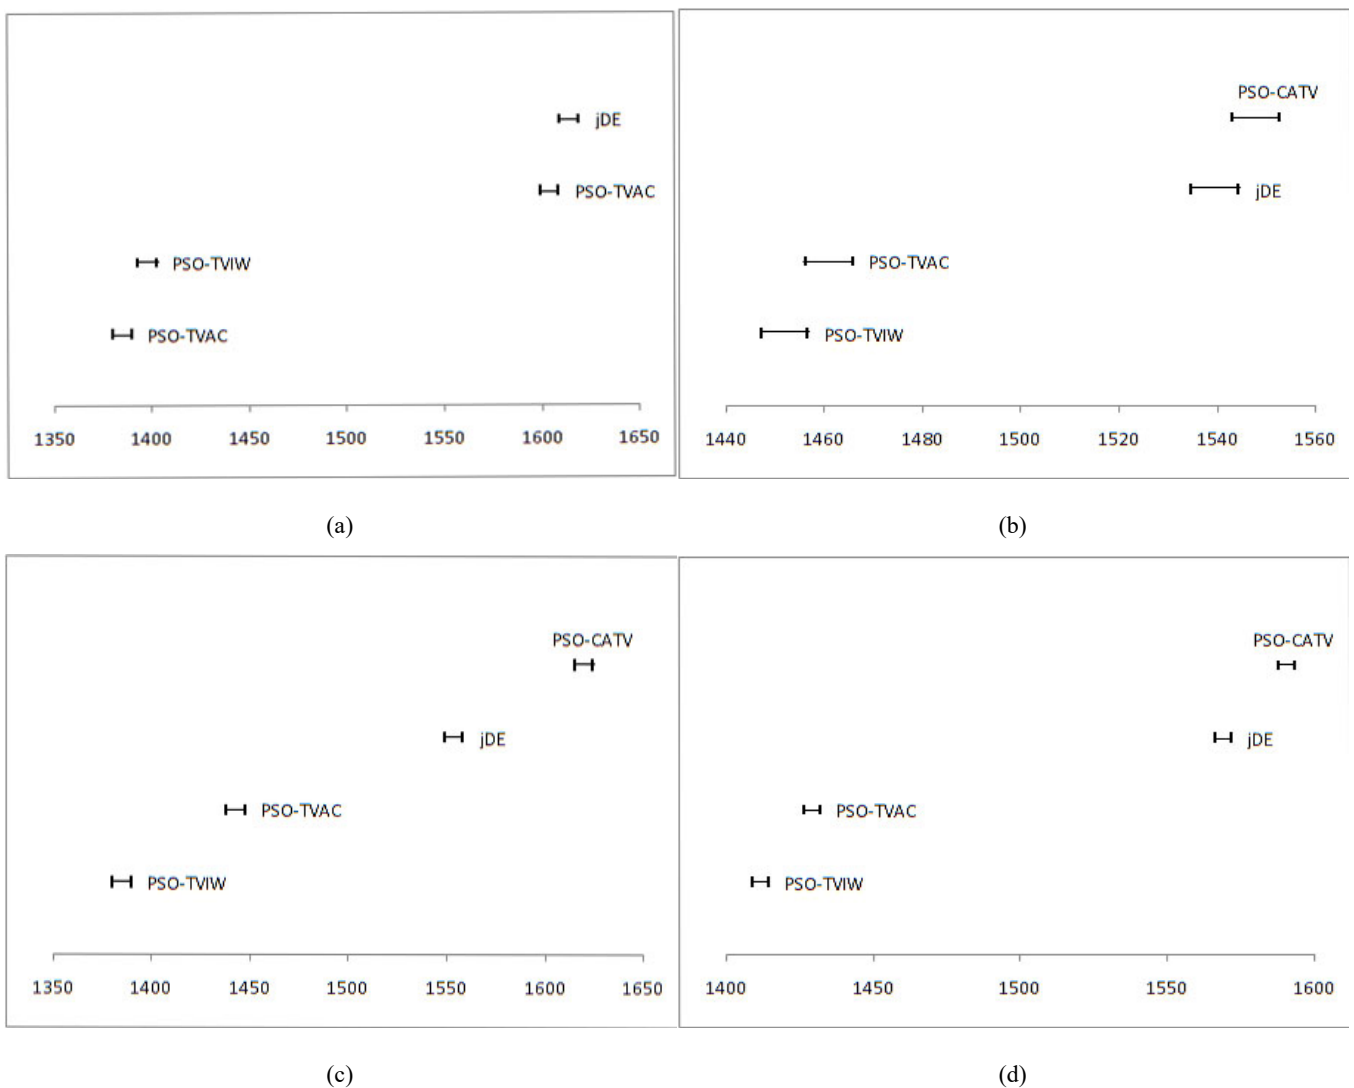 jDE
PSO-TVAC
PSO-TVIW
PSO-TVAC
1350 1400 1450 1500 1550 1600 1650
(a)
PSO-CATV
jDE
PSO-TVAC
PSO-TVIW
1440 1460 1480 1500 1520 1540 1560
(b)
PSO-CATV
jDE
PSO-TVAC
PSO-TVIW
1350 1400 1450 1500 1550 1600 1650
(c)
PSO-CATV
jDE
PSO-TVAC
PSO-TVIW
1400 1450 1500 1550 1600
(d)